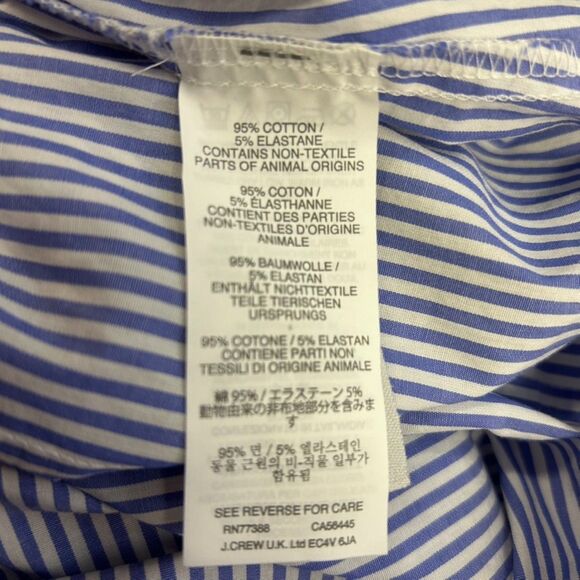 95% COTTON /
5% ELASTANE
CONTAINS NON-TEXTILE
PARTS OF ANIMAL ORIGINS
95% COTON /
5% ÉLASTHANNE
CONTIENT DES PARTIES
NON-TEXTILES D'ORIGINE
ANIMALE
95% BAUMWOLLE /
5% ELASTAN
ENTHÄLT NICHTTEXTILE
TEILE TIERISCHEN
URSPRUNGS
95% COTONE / 5% ELASTAN
CONTIENE PARTI NON
TESSILI DI ORIGINE ANIMALE
綿 95% / エラステーン 5%
動物由来の非布地部分を含みま
す
95% 면 / 5% 엘라스테인
동물 근원의 비-직물 일부가
함유됨
SEE REVERSE FOR CARE
RN77388 CA56445
J.CREW U.K. Ltd EC4V 6JA